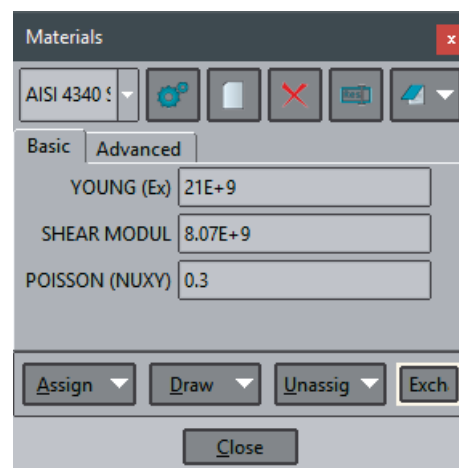 Materials x
AISI 4340 S
Basic Advanced
YOUNG (Ex) 21E+9
SHEAR MODUL 8.07E+9
POISSON (NUXY) 0.3
Assign Draw Unassig Exch
Close